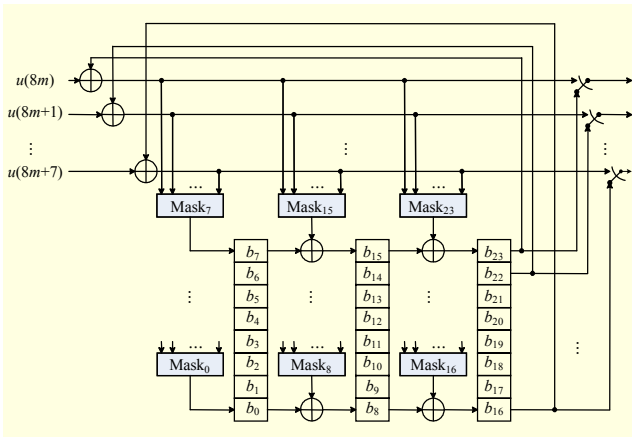 u(8m)
u(8m+1)
⋮
⋮
u(8m+7)
⋮
... ... ...
Mask₇ Mask₁₅ Mask₂₃
b₇ b₁₅ b₂₃
b₆ b₁₄ b₂₂
b₅ b₁₃ b₂₁
⋮ ⋮ ⋮
b₄ b₁₂ b₂₀
b₃ b₁₁ b₁₉
... ... ... ⋮
Mask₀ b₂ Mask₈ b₁₀ Mask₁₆ b₁₈
b₁ b₉ b₁₇
b₀ b₈ b₁₆